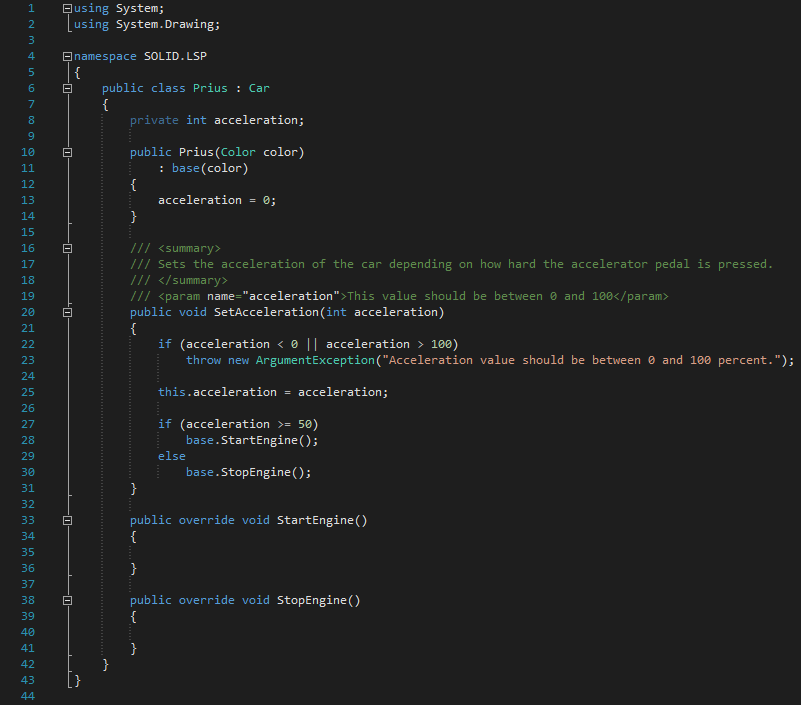 1 using System;
2 using System.Drawing;
3
4 namespace SOLID.LSP
5 {
6     public class Prius : Car
7     {
8         private int acceleration;
9
10         public Prius(Color color)
11             : base(color)
12         {
13             acceleration = 0;
14         }
15
16         /// <summary>
17         /// Sets the acceleration of the car depending on how hard the accelerator pedal is pressed.
18         /// </summary>
19         /// <param name="acceleration">This value should be between 0 and 100</param>
20         public void SetAcceleration(int acceleration)
21         {
22             if (acceleration < 0 || acceleration > 100)
23                 throw new ArgumentException("Acceleration value should be between 0 and 100 percent.");
24
25             this.acceleration = acceleration;
26
27             if (acceleration >= 50)
28                 base.StartEngine();
29             else
30                 base.StopEngine();
31         }
32
33         public override void StartEngine()
34         {
35
36         }
37
38         public override void StopEngine()
39         {
40
41         }
42     }
43 }
44